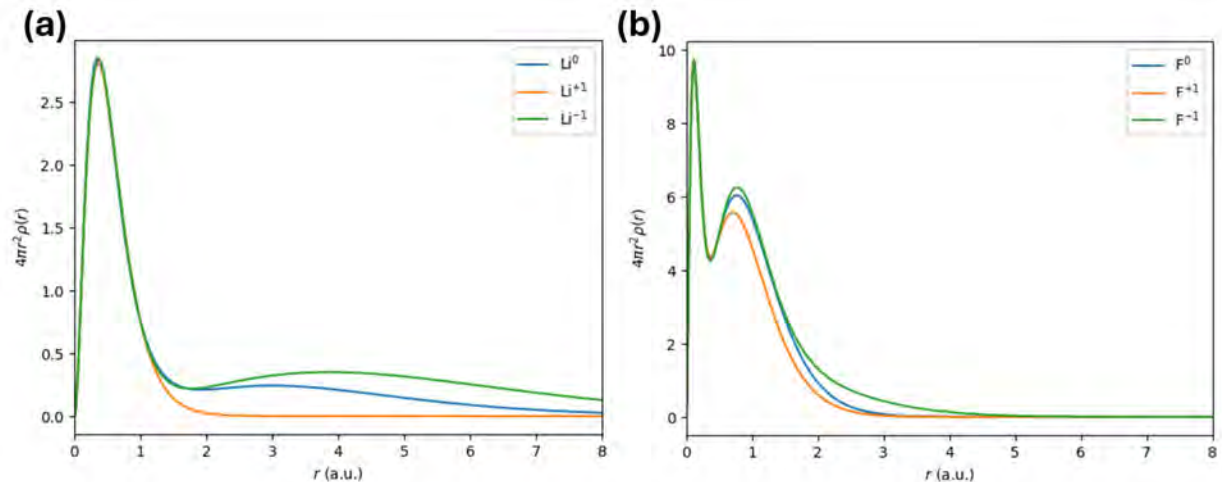 (a)
Li⁰
Li⁺¹
Li⁻¹
4πr²ρ(r)
2.5
2.0
1.5
1.0
0.5
0.0
0 1 2 3 4 5 6 7 8
r (a.u.)
(b)
F⁰
F⁺¹
F⁻¹
4πr²ρ(r)
10
8
6
4
2
0
0 1 2 3 4 5 6 7 8
r (a.u.)